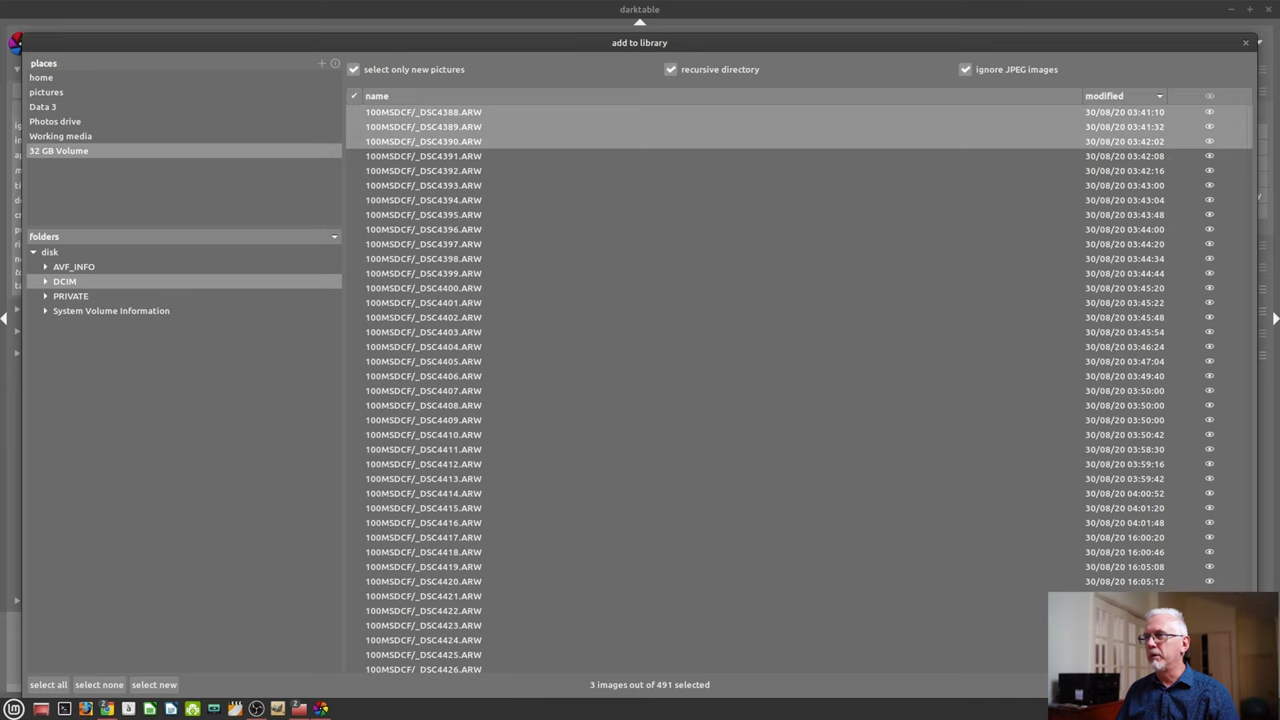 darktable
add to library
places
home
pictures
Data 3
Photos drive
Working media
32 GB Volume
folders
disk
AVF_INFO
DCIM
PRIVATE
System Volume Information
select all select none select new
select only new pictures recursive directory ignore JPEG images
name modified
100MSDCF/_DSC4388.ARW 30/08/20 03:41:10
100MSDCF/_DSC4389.ARW 30/08/20 03:41:32
100MSDCF/_DSC4390.ARW 30/08/20 03:42:02
100MSDCF/_DSC4391.ARW 30/08/20 03:42:08
100MSDCF/_DSC4392.ARW 30/08/20 03:42:16
100MSDCF/_DSC4393.ARW 30/08/20 03:43:00
100MSDCF/_DSC4394.ARW 30/08/20 03:43:04
100MSDCF/_DSC4395.ARW 30/08/20 03:43:48
100MSDCF/_DSC4396.ARW 30/08/20 03:44:00
100MSDCF/_DSC4397.ARW 30/08/20 03:44:20
100MSDCF/_DSC4398.ARW 30/08/20 03:44:34
100MSDCF/_DSC4399.ARW 30/08/20 03:44:44
100MSDCF/_DSC4400.ARW 30/08/20 03:45:20
100MSDCF/_DSC4401.ARW 30/08/20 03:45:22
100MSDCF/_DSC4402.ARW 30/08/20 03:45:48
100MSDCF/_DSC4403.ARW 30/08/20 03:45:54
100MSDCF/_DSC4404.ARW 30/08/20 03:46:24
100MSDCF/_DSC4405.ARW 30/08/20 03:47:04
100MSDCF/_DSC4406.ARW 30/08/20 03:49:40
100MSDCF/_DSC4407.ARW 30/08/20 03:50:00
100MSDCF/_DSC4408.ARW 30/08/20 03:50:00
100MSDCF/_DSC4409.ARW 30/08/20 03:50:00
100MSDCF/_DSC4410.ARW 30/08/20 03:50:42
100MSDCF/_DSC4411.ARW 30/08/20 03:58:30
100MSDCF/_DSC4412.ARW 30/08/20 03:59:16
100MSDCF/_DSC4413.ARW 30/08/20 03:59:42
100MSDCF/_DSC4414.ARW 30/08/20 04:00:52
100MSDCF/_DSC4415.ARW 30/08/20 04:01:20
100MSDCF/_DSC4416.ARW 30/08/20 04:01:48
100MSDCF/_DSC4417.ARW 30/08/20 16:00:20
100MSDCF/_DSC4418.ARW 30/08/20 16:00:46
100MSDCF/_DSC4419.ARW 30/08/20 16:05:08
100MSDCF/_DSC4420.ARW 30/08/20 16:05:12
100MSDCF/_DSC4421.ARW
100MSDCF/_DSC4422.ARW
100MSDCF/_DSC4423.ARW
100MSDCF/_DSC4424.ARW
100MSDCF/_DSC4425.ARW
100MSDCF/_DSC4426.ARW
3 images out of 491 selected